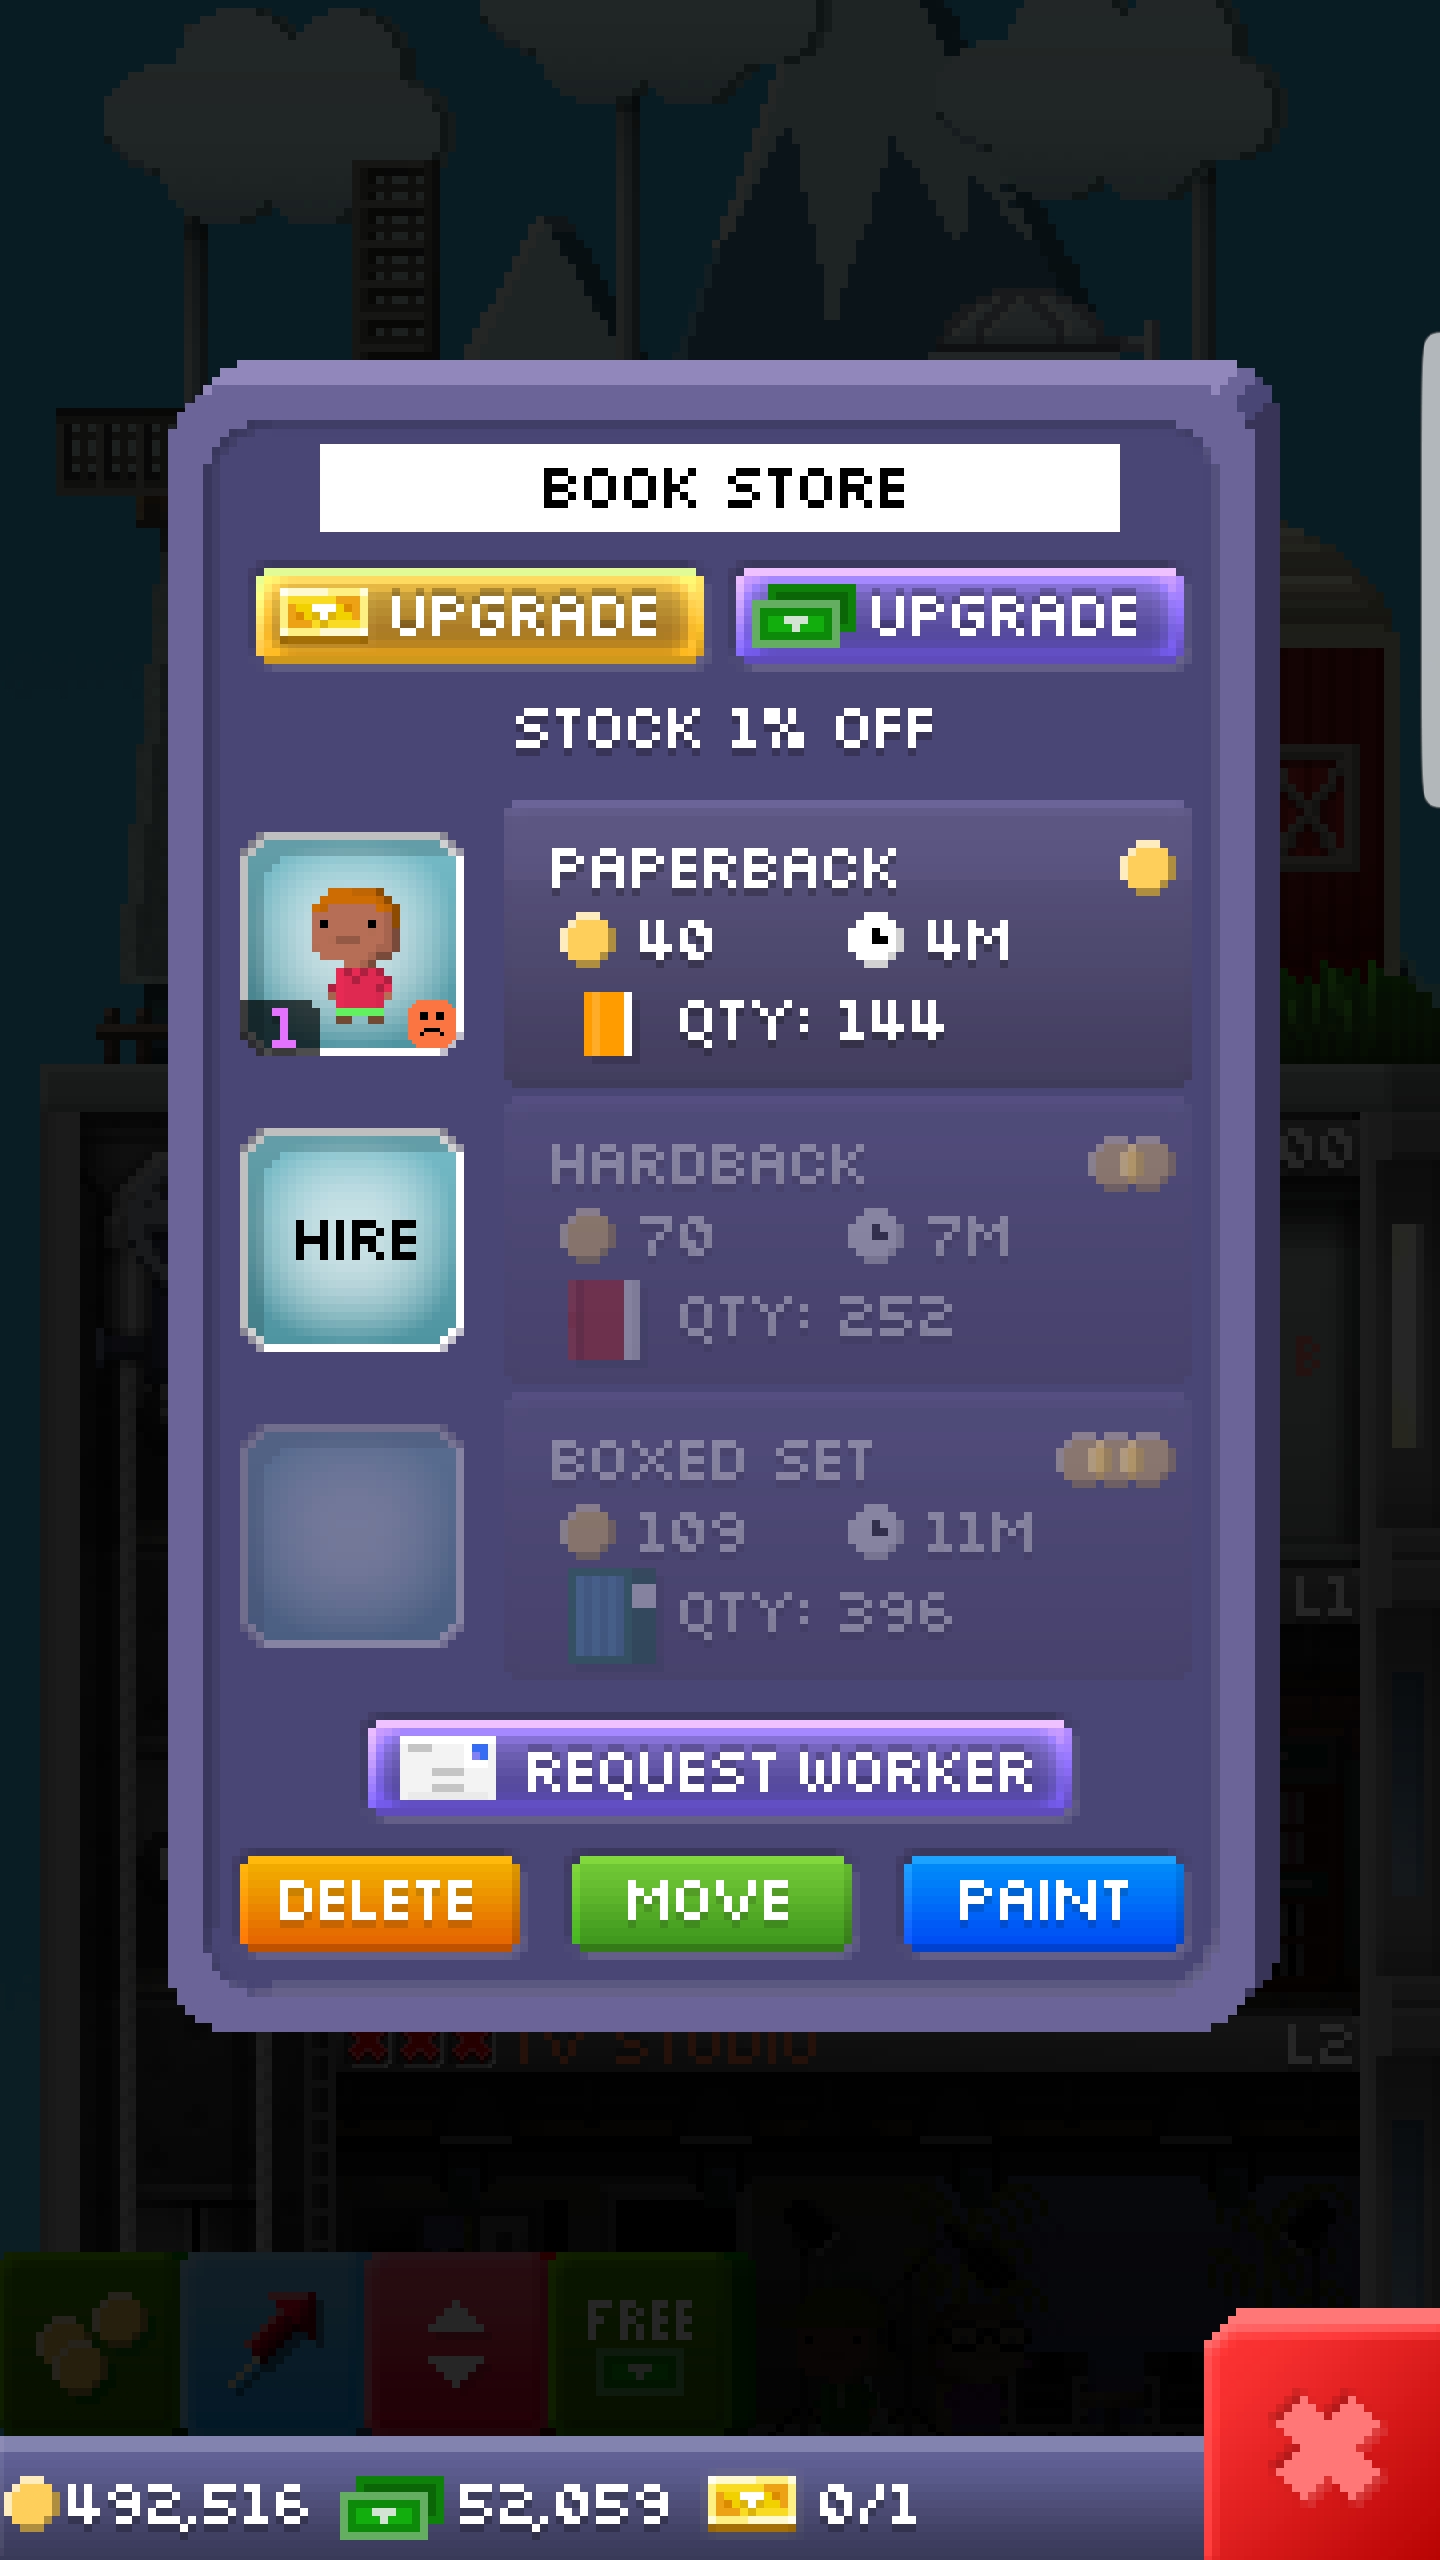 BOOK STORE
UPGRADE UPGRADE
STOCK 1% OFF
PAPERBACK
40 4M
1 QTY: 144
HARDBACK
70 7M
HIRE
QTY: 252
BOXED SET
109 11M
QTY: 396
REQUEST WORKER
DELETE MOVE PAINT
L1
TV STUDIO L2
FREE
492,516 52,059 0/1